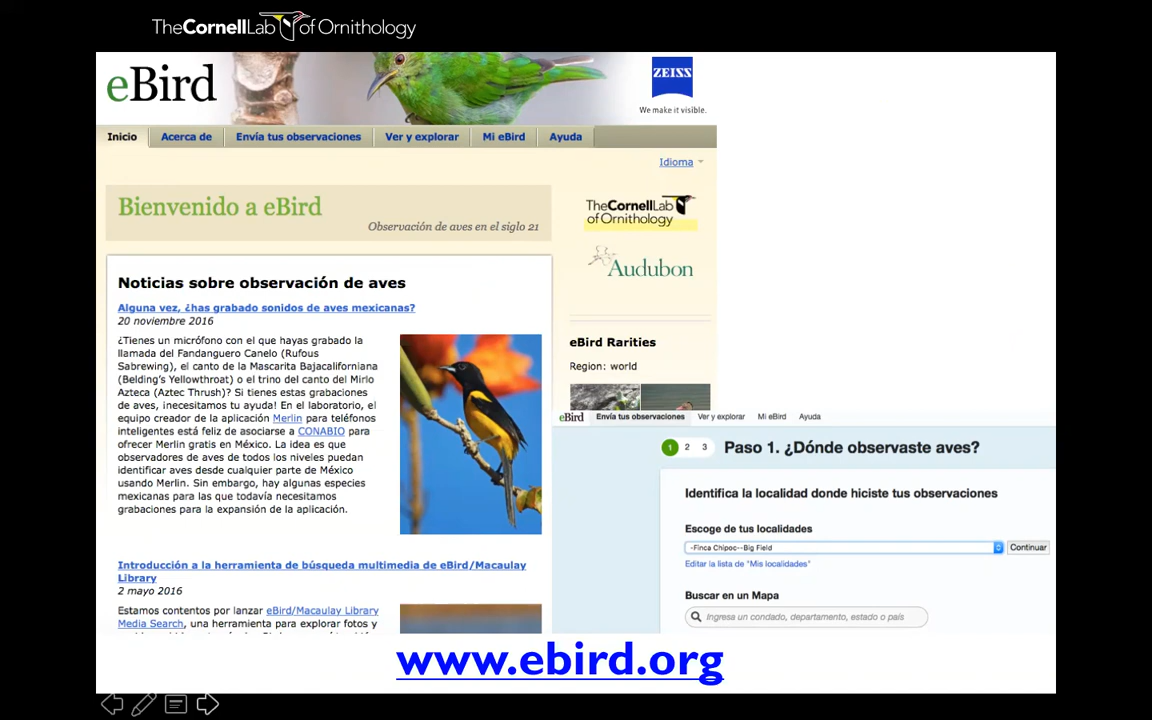 TheCornellLab of Ornithology
eBird
ZEISS
We make it visible.
Inicio Acerca de Envía tus observaciones Ver y explorar Mi eBird Ayuda
Idioma
Bienvenido a eBird
Observación de aves en el siglo 21
TheCornellLab
of Ornithology
Audubon
Noticias sobre observación de aves
Alguna vez, ¿has grabado sonidos de aves mexicanas?
20 noviembre 2016
¿Tienes un micrófono con el que hayas grabado la
llamada del Fandanguero Canelo (Rufous
Sabrewing), el canto de la Mascarita Bajacaliforniana
(Belding's Yellowthroat) o el trino del canto del Mirlo
Azteca (Aztec Thrush)? Si tienes estas grabaciones
de aves, ¡necesitamos tu ayuda! En el laboratorio, el
equipo creador de la aplicación Merlin para teléfonos
inteligentes está feliz de asociarse a CONABIO para
ofrecer Merlin gratis en México. La idea es que
observadores de aves de todos los niveles puedan
identificar aves desde cualquier parte de México
usando Merlin. Sin embargo, hay algunas especies
mexicanas para las que todavía necesitamos
grabaciones para la expansión de la aplicación.
Introducción a la herramienta de búsqueda multimedia de eBird/Macaulay
Library
2 mayo 2016
Estamos contentos por lanzar eBird/Macaulay Library
Media Search, una herramienta para explorar fotos y
eBird Rarities
Region: world
eBird Envía tus observaciones Ver y explorar Mi eBird Ayuda
1 2 3 Paso 1. ¿Dónde observaste aves?
Identifica la localidad donde hiciste tus observaciones
Escoge de tus localidades
-Finca Chipoc--Big Field Continuar
Editar la lista de "Mis localidades"
Buscar en un Mapa
Ingresa un condado, departamento, estado o país
www.ebird.org